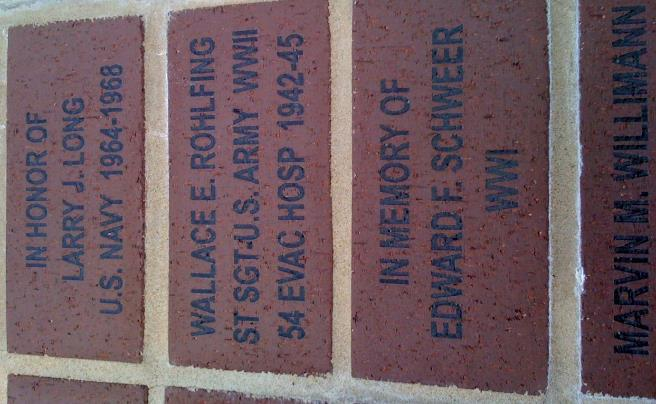 IN HONOR OF
LARRY J. LONG
U.S. NAVY 1964-1968
WALLACE E. ROHLFING
ST SGT-U.S. ARMY WWII
54 EVAC HOSP 1942-45
IN MEMORY OF
EDWARD F. SCHWEER
WWI
MARVIN M. WILLIMANN